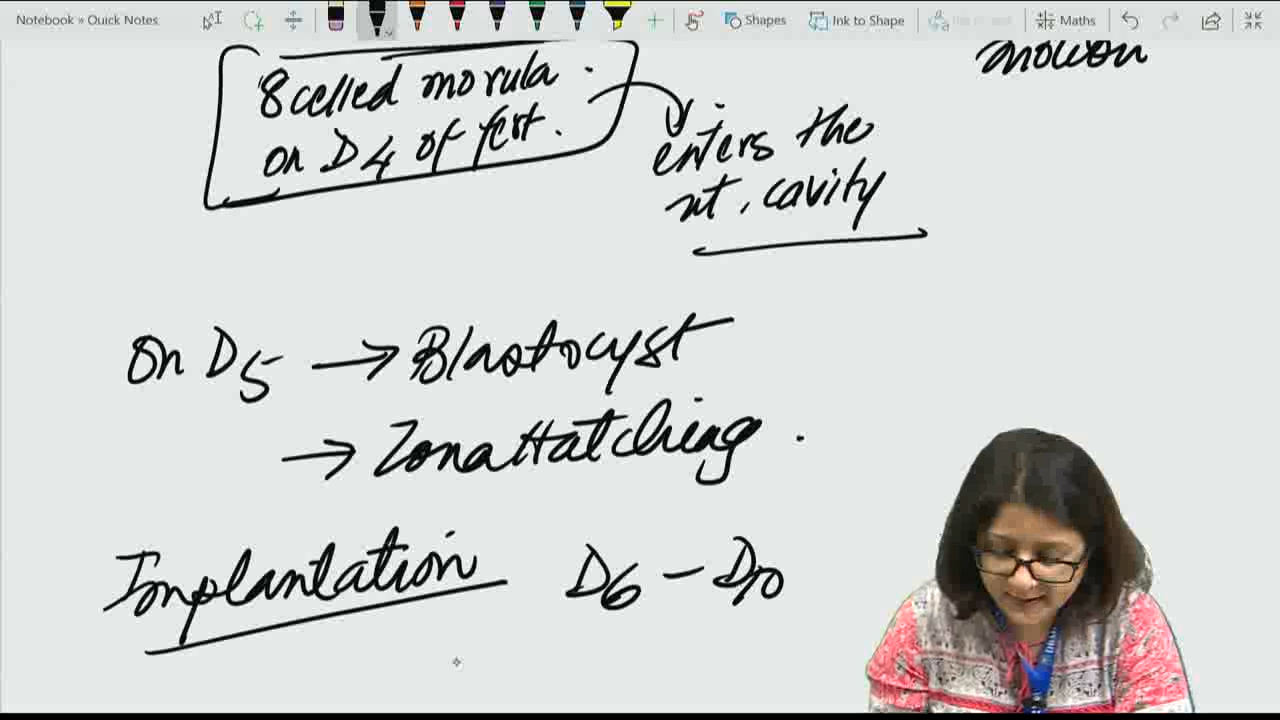 Notebook » Quick Notes
Shapes
Ink to Shape
Maths
8 celled morula
on D4 of fert.
enters the
ut. cavity
on D5 → Blastocyst
→ Zona Hatching.
Implantation D6 – D10